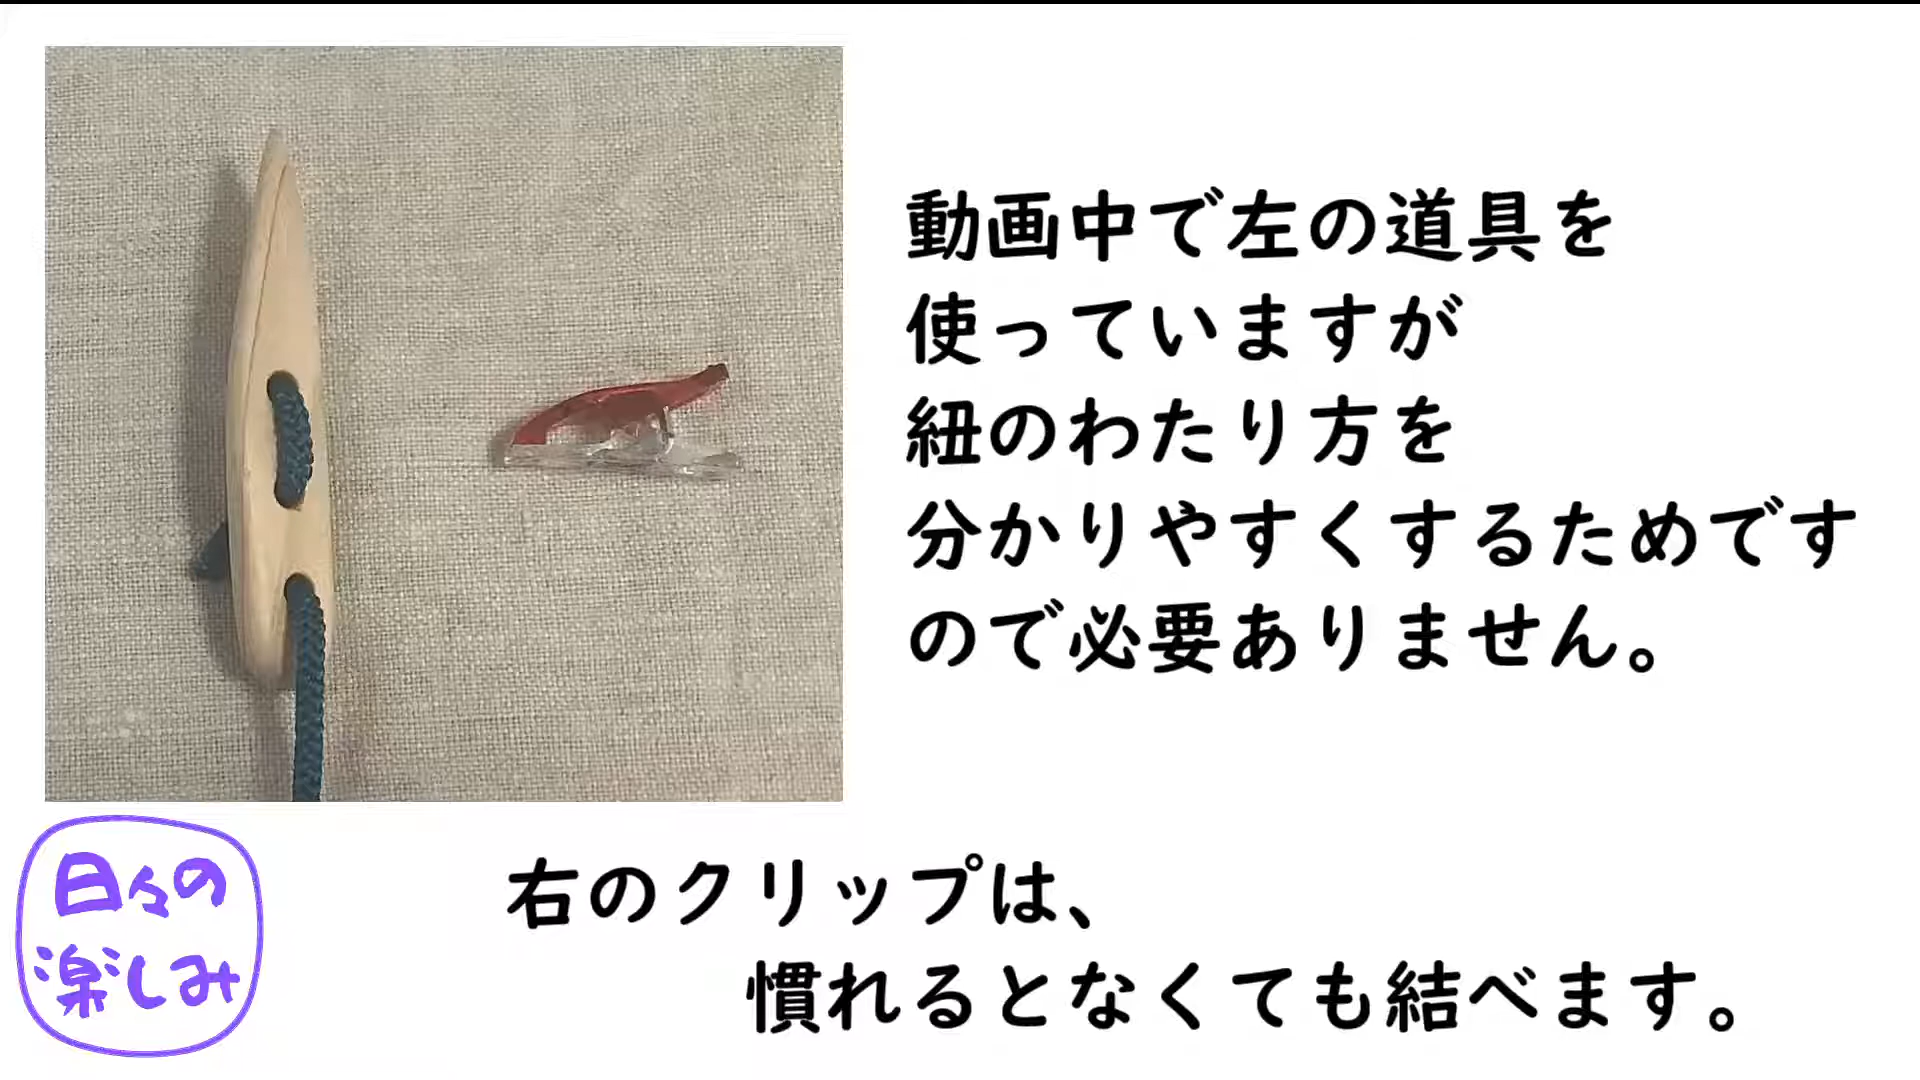 動画中で左の道具を
使っていますが
紐のわたり方を
分かりやすくするためです
ので必要ありません。
右のクリップは、
慣れるとなくても結べます。
日々の
楽しみ